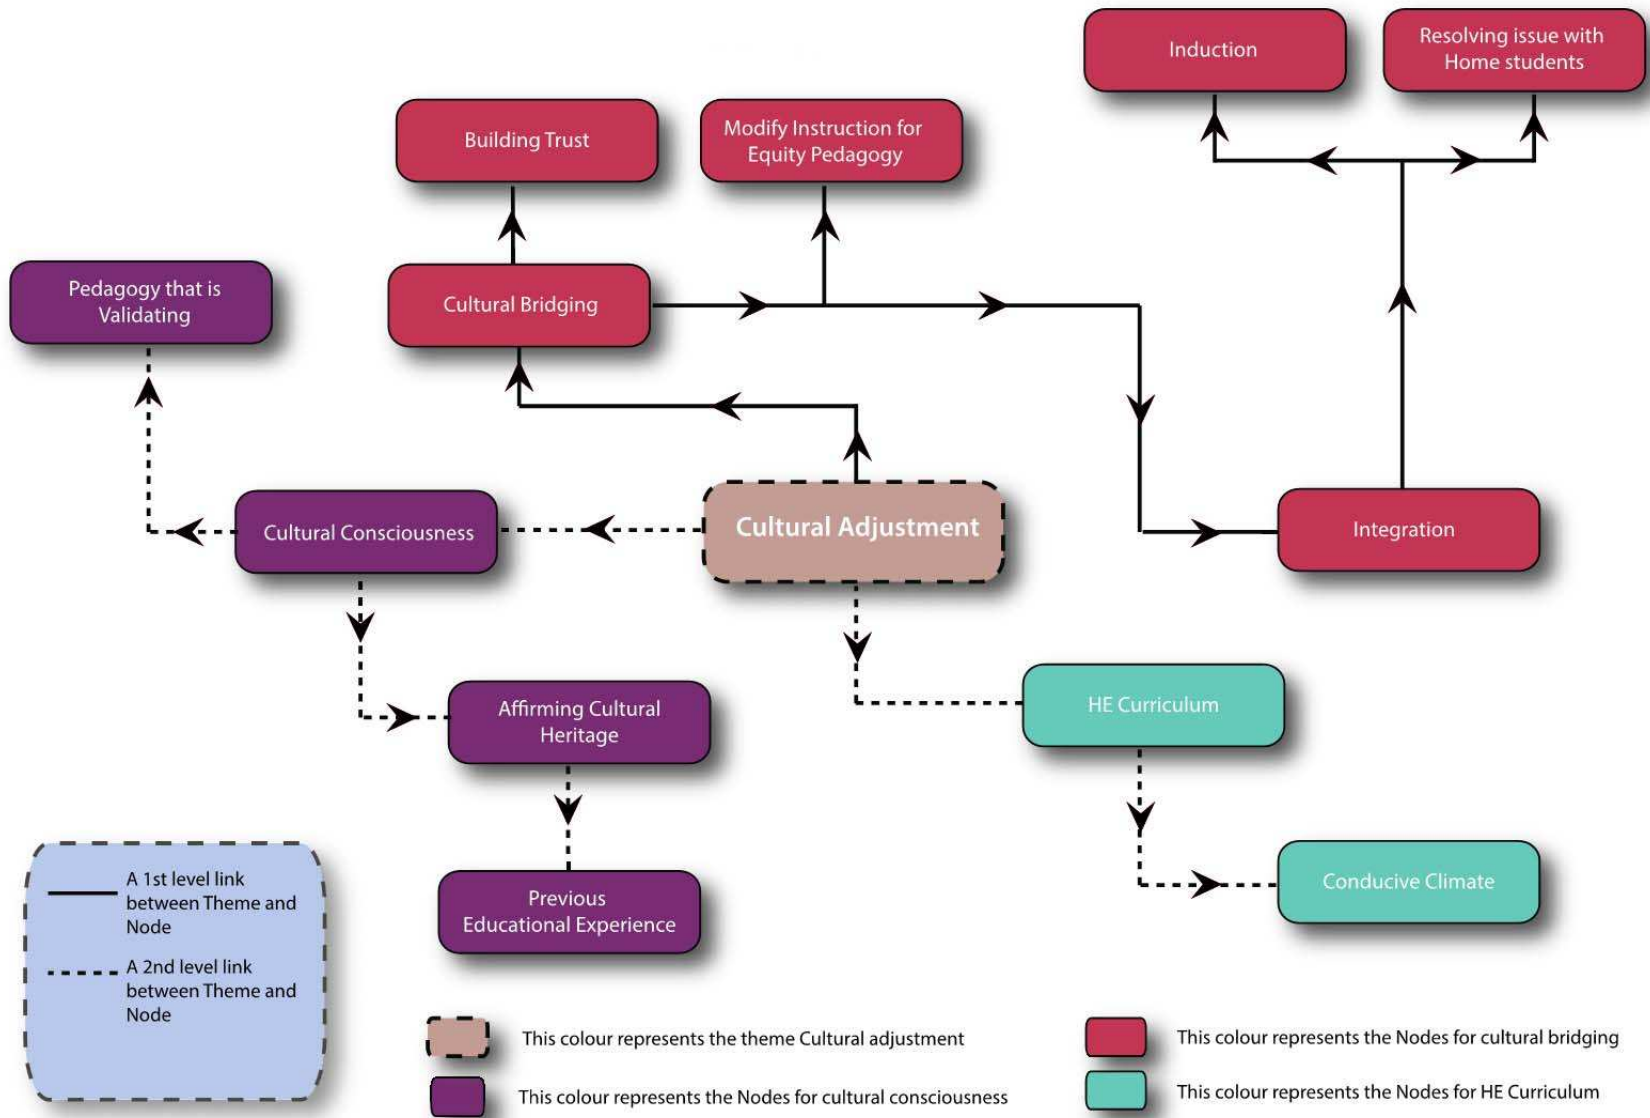 Induction
Resolving issue with
Home students
Building Trust
Modify Instruction for
Equity Pedagogy
Pedagogy that is
Validating
Cultural Bridging
Cultural Consciousness
Cultural Adjustment
Integration
Affirming Cultural
Heritage
HE Curriculum
Previous
Educational Experience
Conducive Climate
A 1st level link
between Theme and
Node
A 2nd level link
between Theme and
Node
This colour represents the theme Cultural adjustment
This colour represents the Nodes for cultural bridging
This colour represents the Nodes for cultural consciousness
This colour represents the Nodes for HE Curriculum